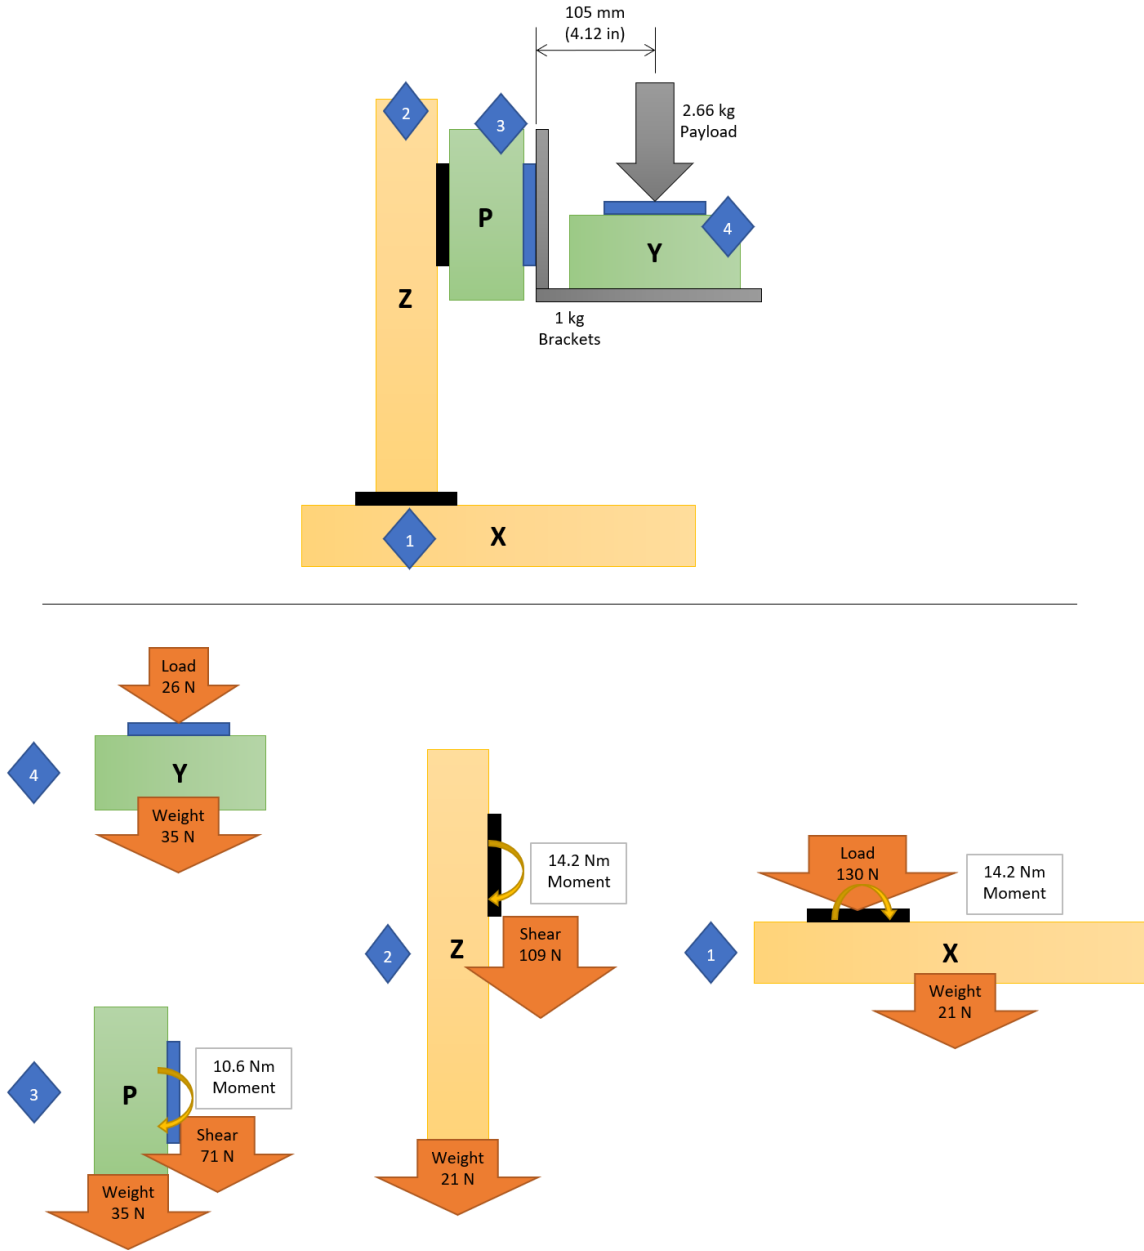 105 mm
(4.12 in)
2
3
2.66 kg
Payload
P
4
Y
Z
1 kg
Brackets
1
X
Load
26 N
4
Y
Weight
35 N
14.2 Nm
Moment
Load
130 N
14.2 Nm
Moment
2
Z
Shear
109 N
1
X
Weight
21 N
3
P
10.6 Nm
Moment
Shear
71 N
Weight
35 N
Weight
21 N